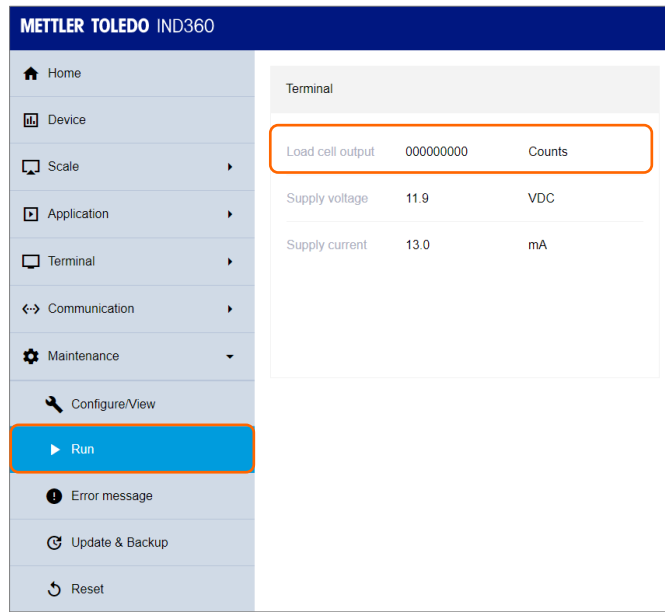 METTLER TOLEDO IND360
Home
Device
Scale
Application
Terminal
Communication
Maintenance
Configure/View
Run
Error message
Update & Backup
Reset
Terminal
Load cell output 000000000 Counts
Supply voltage 11.9 VDC
Supply current 13.0 mA